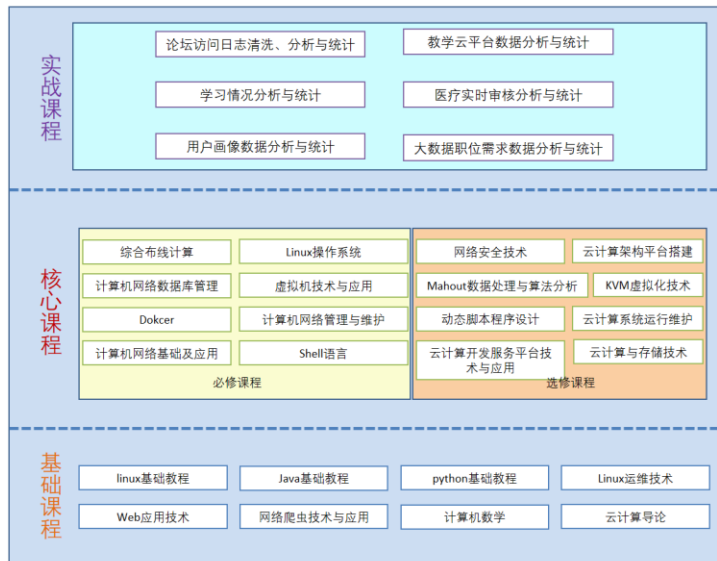 实战课程
论坛访问日志清洗、分析与统计
教学云平台数据分析与统计
学习情况分析与统计
医疗实时审核分析与统计
用户画像数据分析与统计
大数据职位需求数据分析与统计
核心课程
综合布线计算
Linux操作系统
计算机网络数据库管理
虚拟机技术与应用
Dokcer
计算机网络管理与维护
计算机网络基础及应用
Shell语言
必修课程
网络安全技术
云计算架构平台搭建
Mahout数据处理与算法分析
KVM虚拟化技术
动态脚本程序设计
云计算系统运行维护
云计算开发服务平台技
术与应用
云计算与存储技术
选修课程
基础课程
linux基础教程
Java基础教程
python基础教程
Linux运维技术
Web应用技术
网络爬虫技术与应用
计算机数学
云计算导论